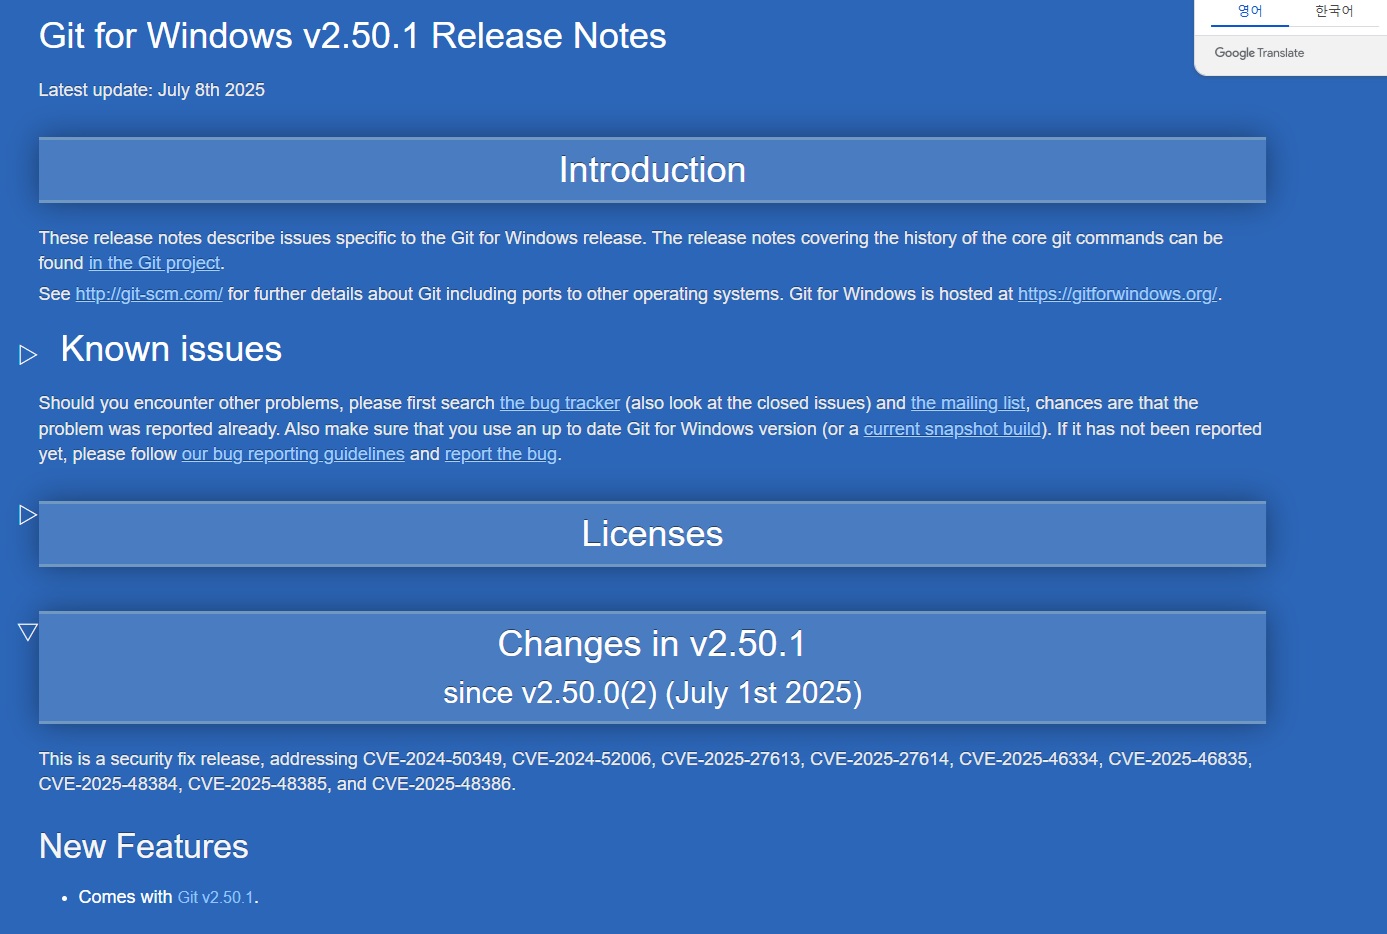 Git for Windows v2.50.1 Release Notes
영어 한국어
Google Translate
Latest update: July 8th 2025
Introduction
These release notes describe issues specific to the Git for Windows release. The release notes covering the history of the core git commands can be
found in the Git project.
See http://git-scm.com/ for further details about Git including ports to other operating systems. Git for Windows is hosted at https://gitforwindows.org/.
Known issues
Should you encounter other problems, please first search the bug tracker (also look at the closed issues) and the mailing list, chances are that the
problem was reported already. Also make sure that you use an up to date Git for Windows version (or a current snapshot build). If it has not been reported
yet, please follow our bug reporting guidelines and report the bug.
Licenses
Changes in v2.50.1
since v2.50.0(2) (July 1st 2025)
This is a security fix release, addressing CVE-2024-50349, CVE-2024-52006, CVE-2025-27613, CVE-2025-27614, CVE-2025-46334, CVE-2025-46835,
CVE-2025-48384, CVE-2025-48385, and CVE-2025-48386.
New Features
• Comes with Git v2.50.1.